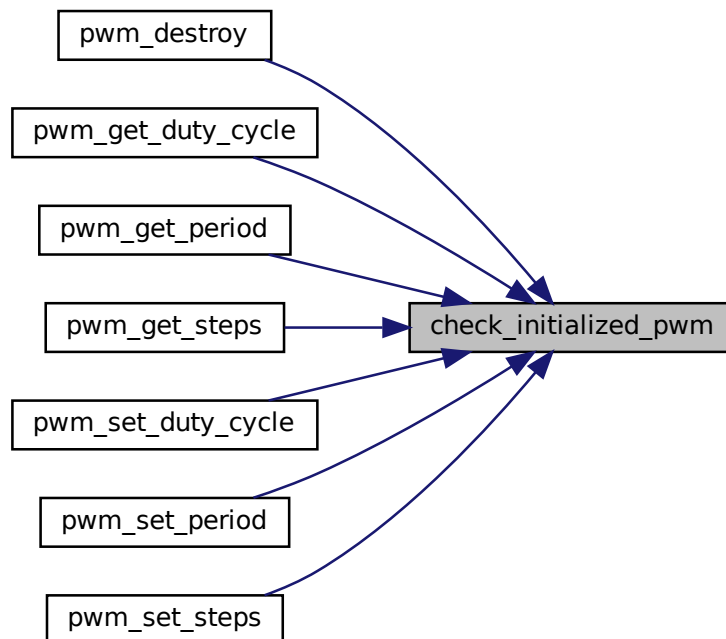 pwm_destroy
pwm_get_duty_cycle
pwm_get_period
pwm_get_steps
check_initialized_pwm
pwm_set_duty_cycle
pwm_set_period
pwm_set_steps